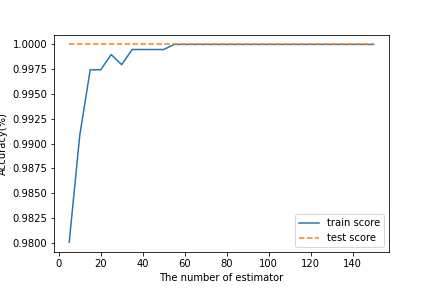 1.0000
0.9975
0.9950
0.9925
0.9900
0.9875
0.9850
0.9825
0.9800
Accuracy(%)
0 20 40 60 80 100 120 140
The number of estimator
train score
test score